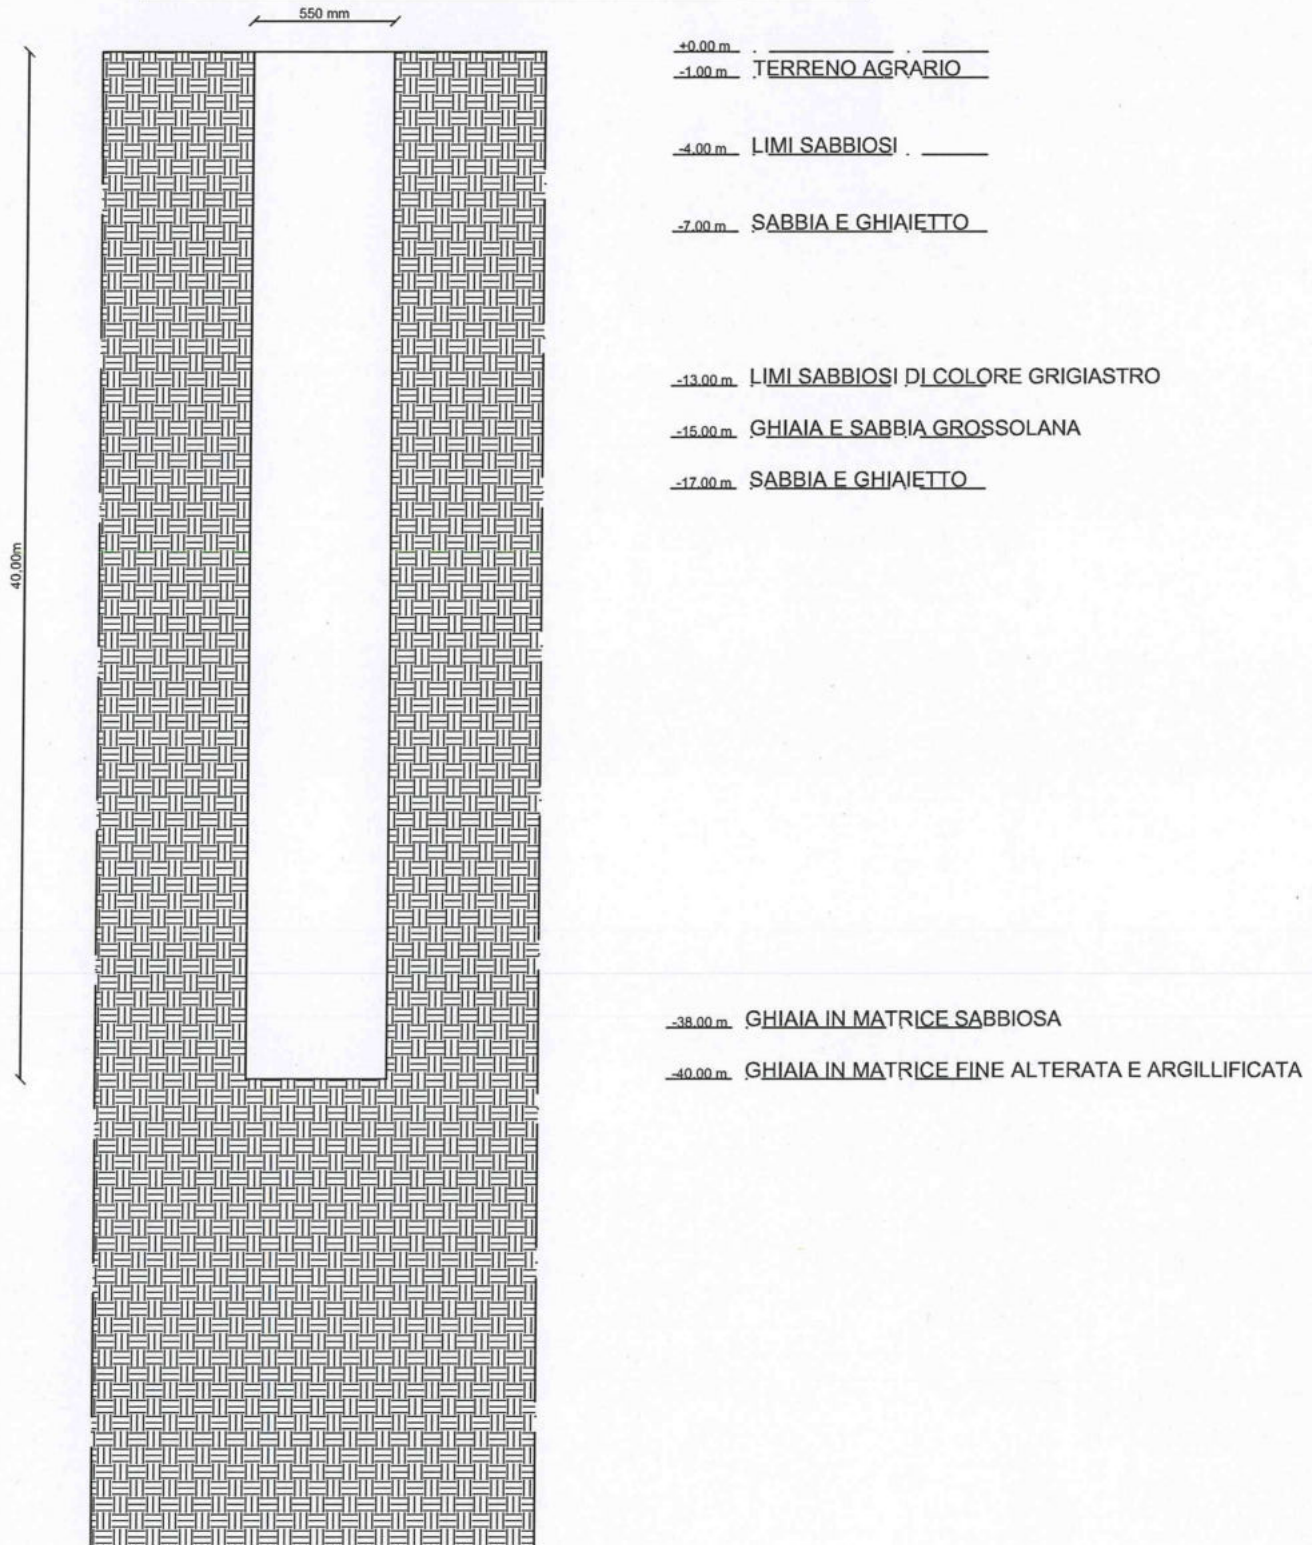 550 mm
+0.00 m
-1.00 m TERRENO AGRARIO
-4.00 m LIMI SABBIOSI
-7.00 m SABBIA E GHIAIETTO
-13.00 m LIMI SABBIOSI DI COLORE GRIGIASTRO
-15.00 m GHIAIA E SABBIA GROSSOLANA
-17.00 m SABBIA E GHIAIETTO
40,00m
-38.00 m GHIAIA IN MATRICE SABBIOSA
-40.00 m GHIAIA IN MATRICE FINE ALTERATA E ARGILLIFICATA